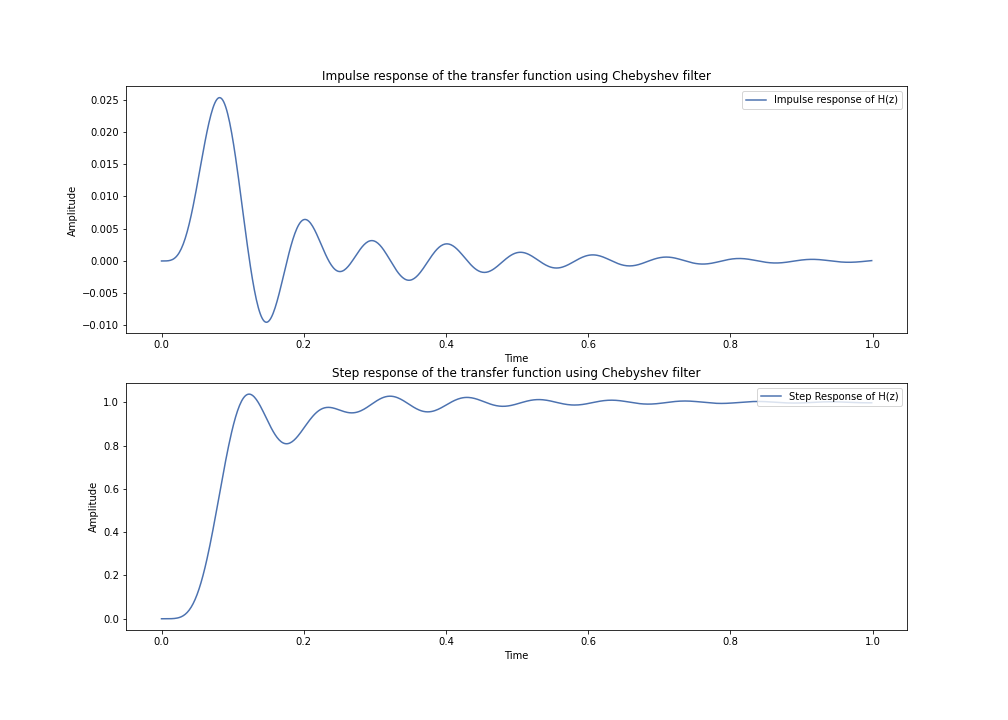 Impulse response of the transfer function using Chebyshev filter
Impulse response of H(z)
Amplitude
0.025
0.020
0.015
0.010
0.005
0.000
−0.005
−0.010
0.0 0.2 0.4 0.6 0.8 1.0
Time
Step response of the transfer function using Chebyshev filter
Step Response of H(z)
Amplitude
1.0
0.8
0.6
0.4
0.2
0.0
0.0 0.2 0.4 0.6 0.8 1.0
Time